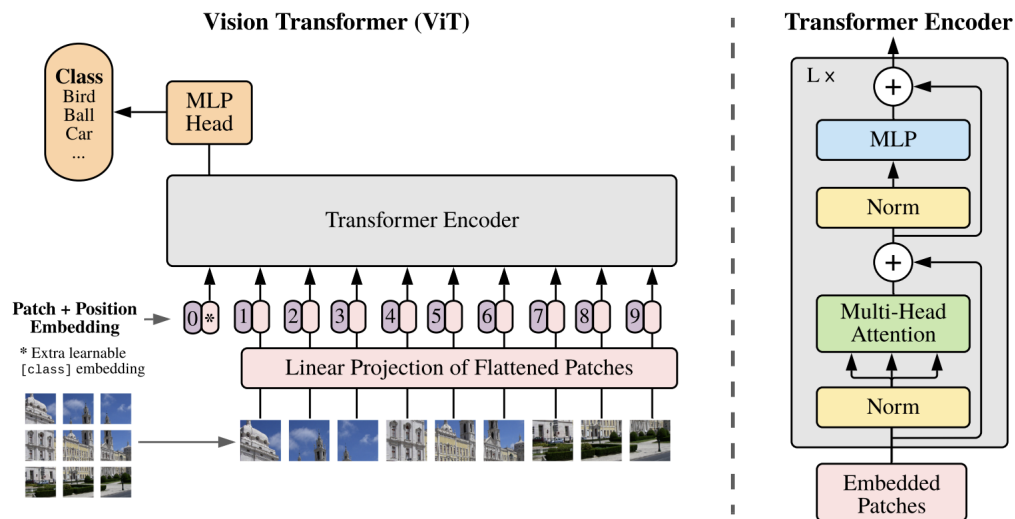 Vision Transformer (ViT)
Class
Bird
Ball
Car
...
MLP
Head
Transformer Encoder
Patch + Position
Embedding
0 * 1 2 3 4 5 6 7 8 9
* Extra learnable
[class] embedding
Linear Projection of Flattened Patches
Transformer Encoder
L x
+
MLP
Norm
+
Multi-Head
Attention
Norm
Embedded
Patches